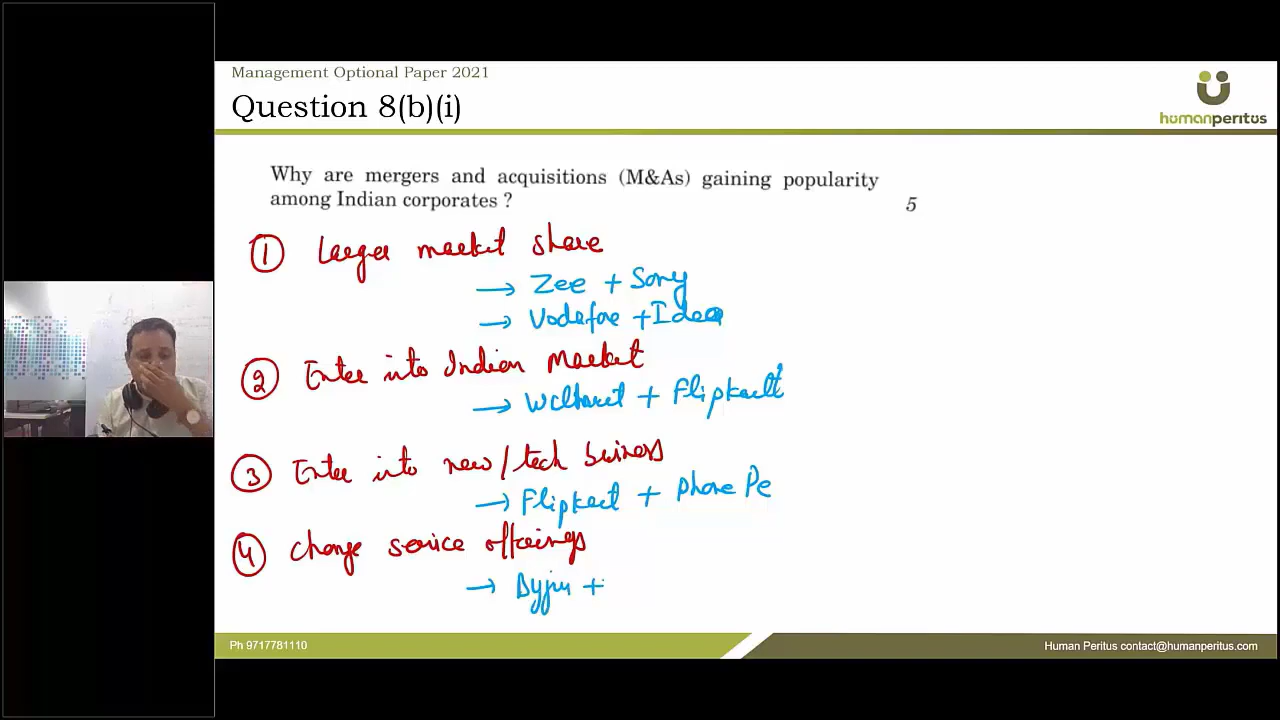 Management Optional Paper 2021
Question 8(b)(i)
humanperitus
Why are mergers and acquisitions (M&As) gaining popularity
among Indian corporates ?
5
1 Larger market share
→ Zee + Sony
→ Vodafone + Idea
2 Enter into Indian Market
→ Walmart + Flipkart
3 Enter into new/tech business
→ Flipkart + Phone Pe
4 Change service offerings
→ Byju +
Ph 9717781110
Human Peritus contact@humanperitus.com